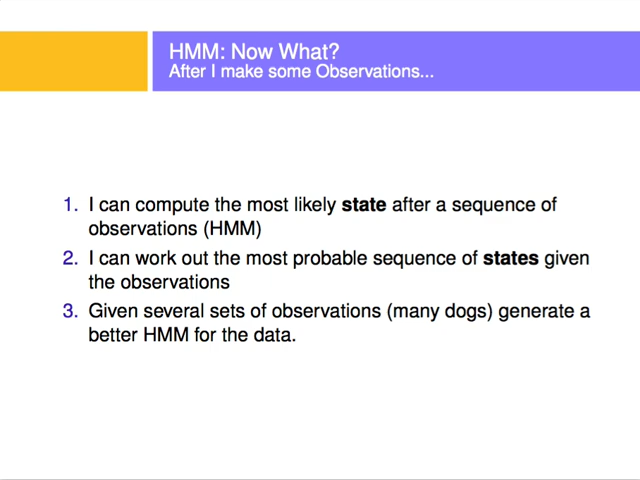 HMM: Now What?
After I make some Observations...
1. I can compute the most likely state after a sequence of
observations (HMM)
2. I can work out the most probable sequence of states given
the observations
3. Given several sets of observations (many dogs) generate a
better HMM for the data.